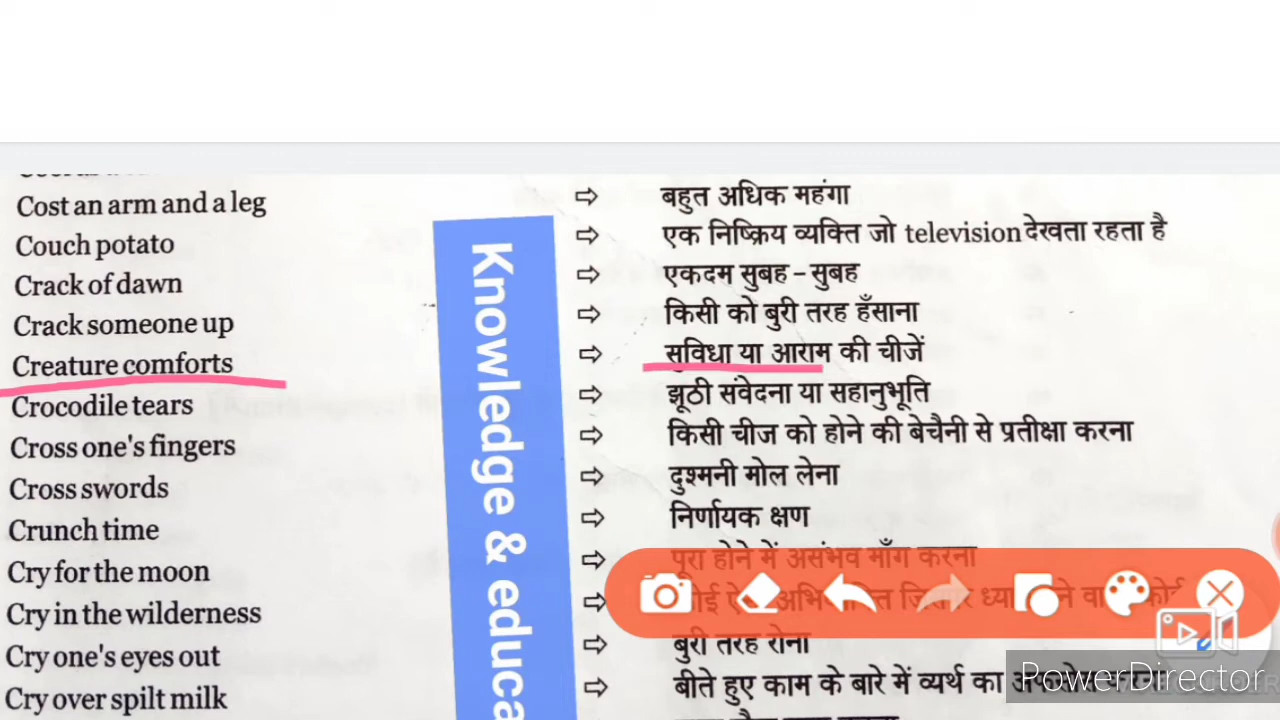 Cost an arm and a leg ⇨ बहुत अधिक महंगा
Couch potato ⇨ एक निष्क्रिय व्यक्ति जो television देखता रहता है
Crack of dawn ⇨ एकदम सुबह – सुबह
Crack someone up ⇨ किसी को बुरी तरह हँसाना
Creature comforts ⇨ सुविधा या आराम की चीजें
Crocodile tears ⇨ झूठी संवेदना या सहानुभूति
Cross one's fingers ⇨ किसी चीज को होने की बेचैनी से प्रतीक्षा करना
Cross swords ⇨ दुश्मनी मोल लेना
Crunch time ⇨ निर्णायक क्षण
Cry for the moon ⇨ पूरा होने में असंभव माँग करना
Cry in the wilderness ⇨
Cry one's eyes out ⇨ बुरी तरह रोना
Cry over spilt milk ⇨ बीते हुए काम के बारे में व्यर्थ का
Knowledge & educa
PowerDirector